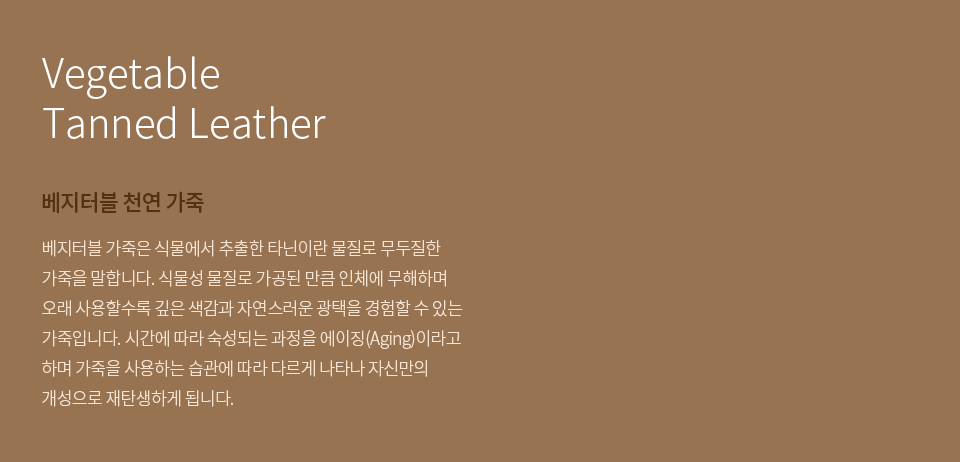 Vegetable
Tanned Leather
베지터블 천연 가죽
베지터블 가죽은 식물에서 추출한 타닌이란 물질로 무두질한
가죽을 말합니다. 식물성 물질로 가공된 만큼 인체에 무해하며
오래 사용할수록 깊은 색감과 자연스러운 광택을 경험할 수 있는
가죽입니다. 시간에 따라 숙성되는 과정을 에이징(Aging)이라고
하며 가죽을 사용하는 습관에 따라 다르게 나타나 자신만의
개성으로 재탄생하게 됩니다.